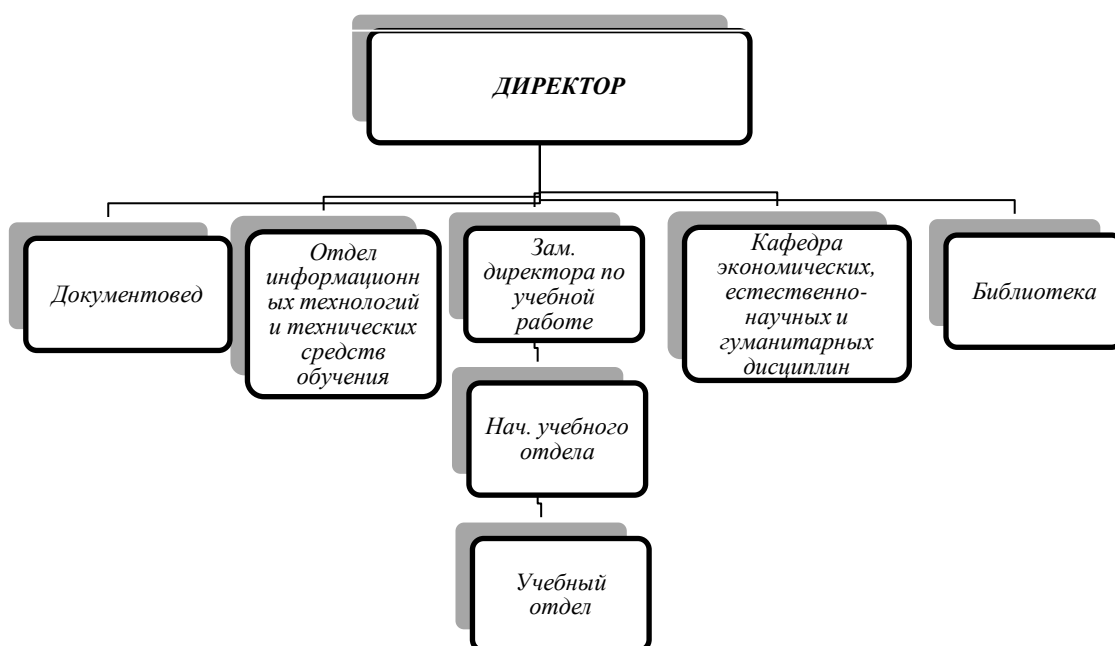 ДИРЕКТОР
Документовед
Отдел
информационн
ых технологий
и технических
средств
обучения
Зам.
директора по
учебной
работе
Кафедра
экономических,
естественно-
научных и
гуманитарных
дисциплин
Библиотека
Нач. учебного
отдела
Учебный
отдел